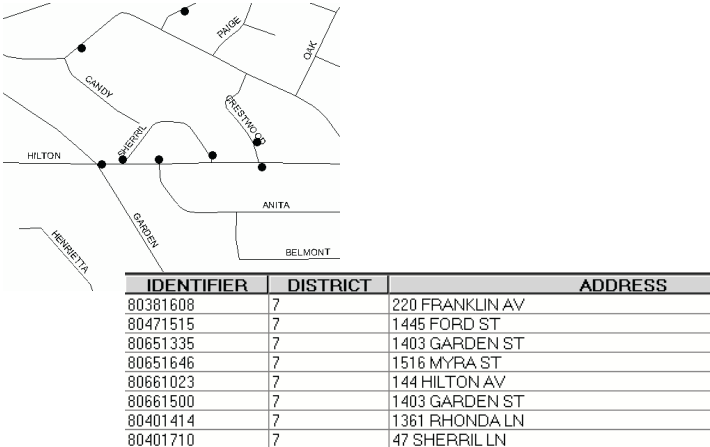 PAIGE
OAK
CANDY
CRESTWOOD
SHERRIL
HILTON
ANITA
GARDEN
HENRIETTA
BELMONT
IDENTIFIER DISTRICT ADDRESS
80381608 7 220 FRANKLIN AV
80471515 7 1445 FORD ST
80651335 7 1403 GARDEN ST
80651646 7 1516 MYRA ST
80661023 7 144 HILTON AV
80661500 7 1403 GARDEN ST
80401414 7 1361 RHONDA LN
80401710 7 47 SHERRIL LN